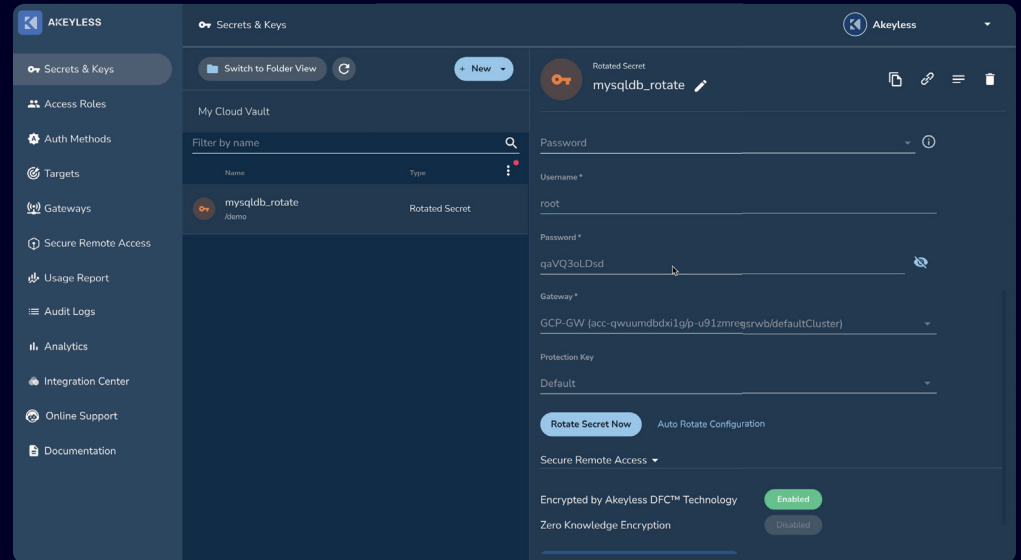 AKEYLESS
Secrets & Keys
Akeyless
Secrets & Keys
Access Roles
Auth Methods
Targets
Gateways
Secure Remote Access
Usage Report
Audit Logs
Analytics
Integration Center
Online Support
Documentation
Switch to Folder View
+ New
My Cloud Vault
Filter by name
Name
Type
mysqldb_rotate
Rotated Secret
/demo
Rotated Secret
mysqldb_rotate
Password
Username *
root
Password *
qaVQ3oLDsd
Gateway *
GCP-GW (acc-qwuumdbdxi1g/p-u91zmreqsrwb/defaultCluster)
Protection Key
Default
Rotate Secret Now
Auto Rotate Configuration
Secure Remote Access
Encrypted by Akeyless DFC™ Technology
Enabled
Zero Knowledge Encryption
Disabled